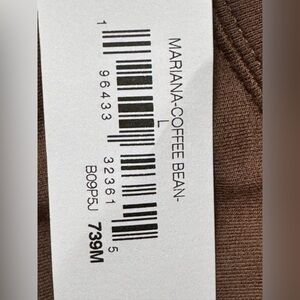 MARIANA-COFFEE BEAN-
L
1 96433 32361 5
B09P5J 739M